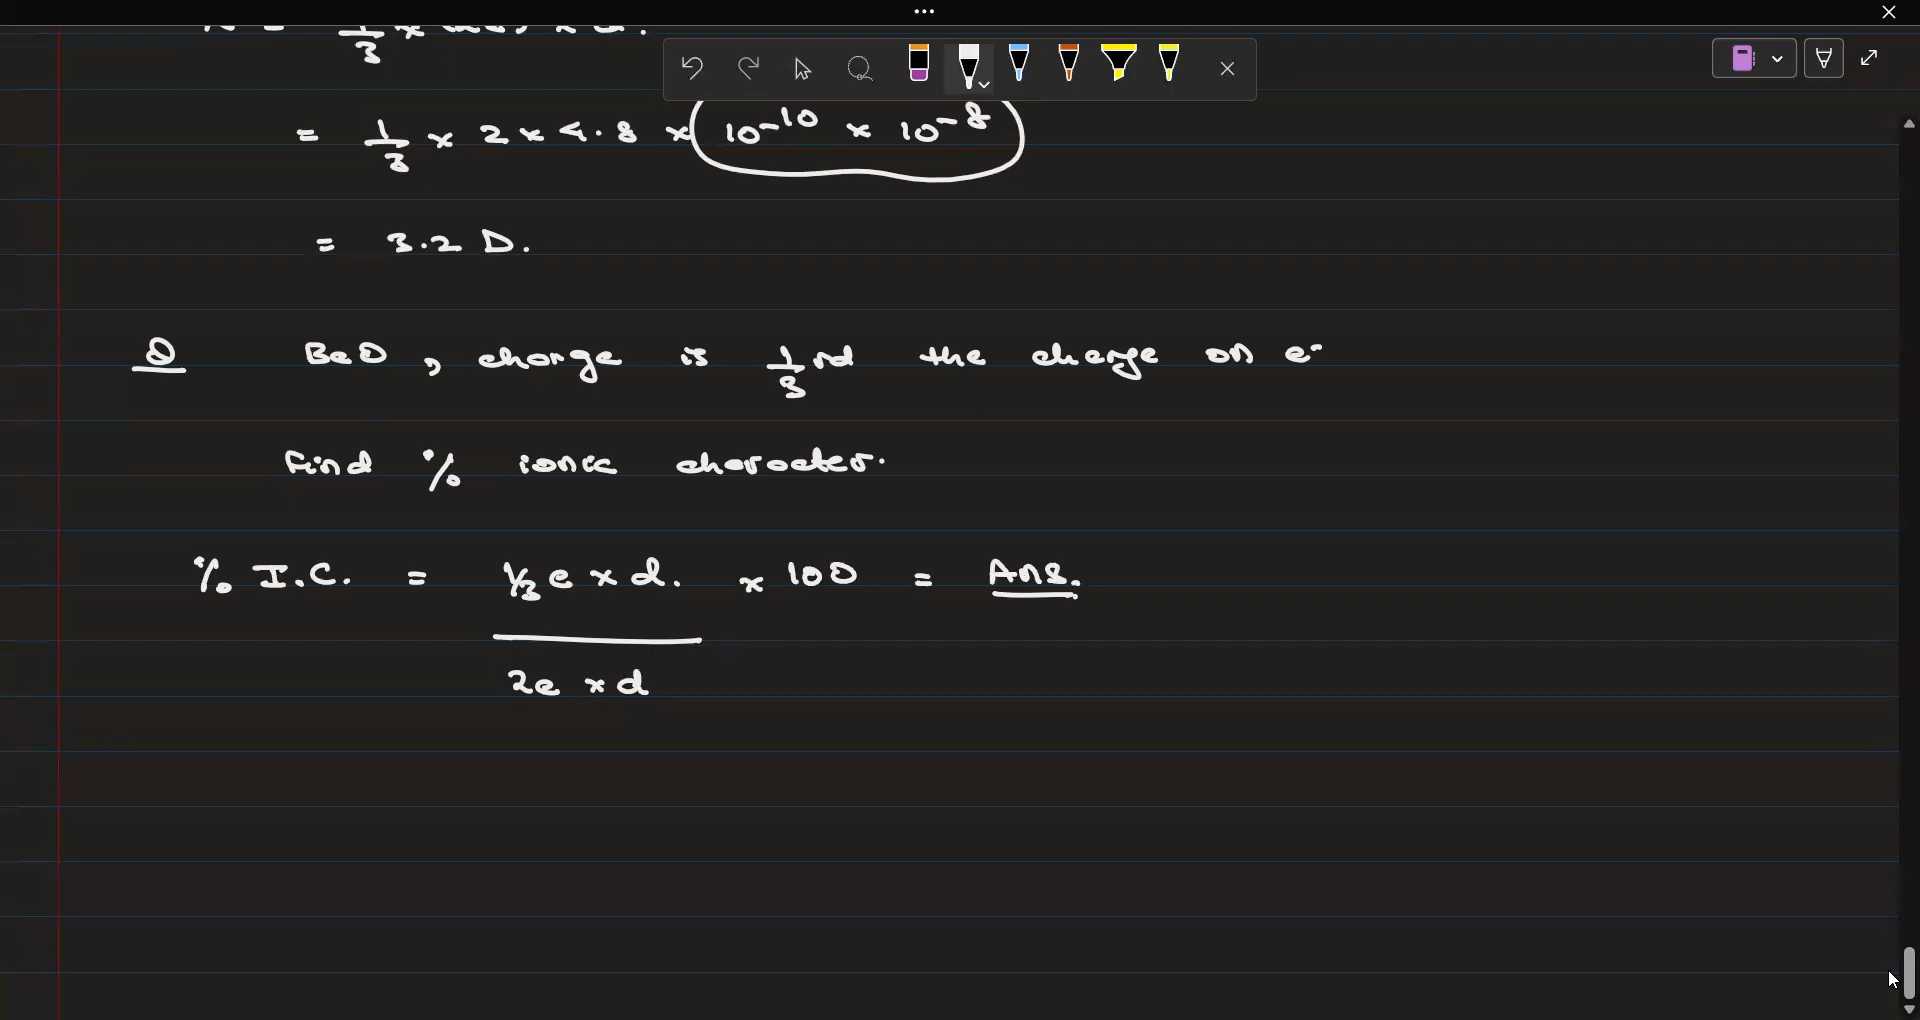 = 1/3 × 2 × 4.8 × 10-10 × 10-8
= 3.2 D.
Q BeO, charge is 1/3rd the charge on e-
Find % ionic character.
% I.C. = 1/3 e × d. × 100 = Ans.
2e × d